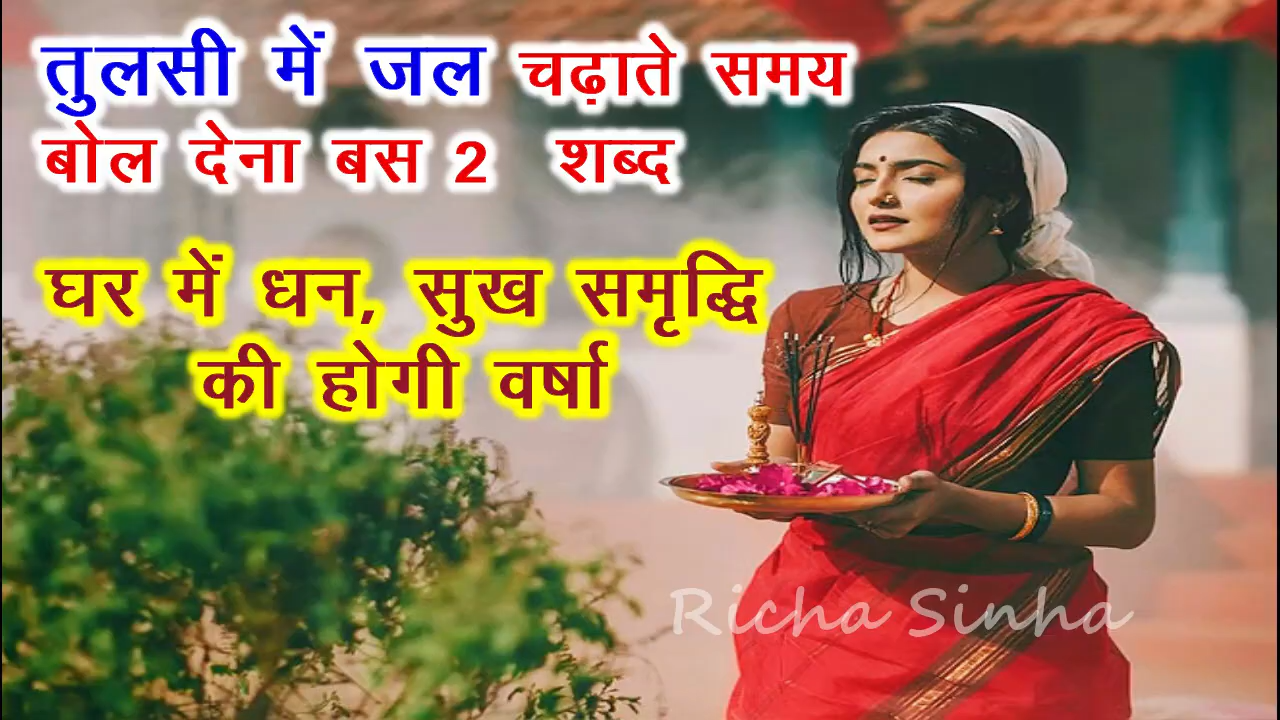 तुलसी में जल चढ़ाते समय
बोल देना बस 2 शब्द
घर में धन, सुख समृद्धि
की होगी वर्षा
Richa Sinha